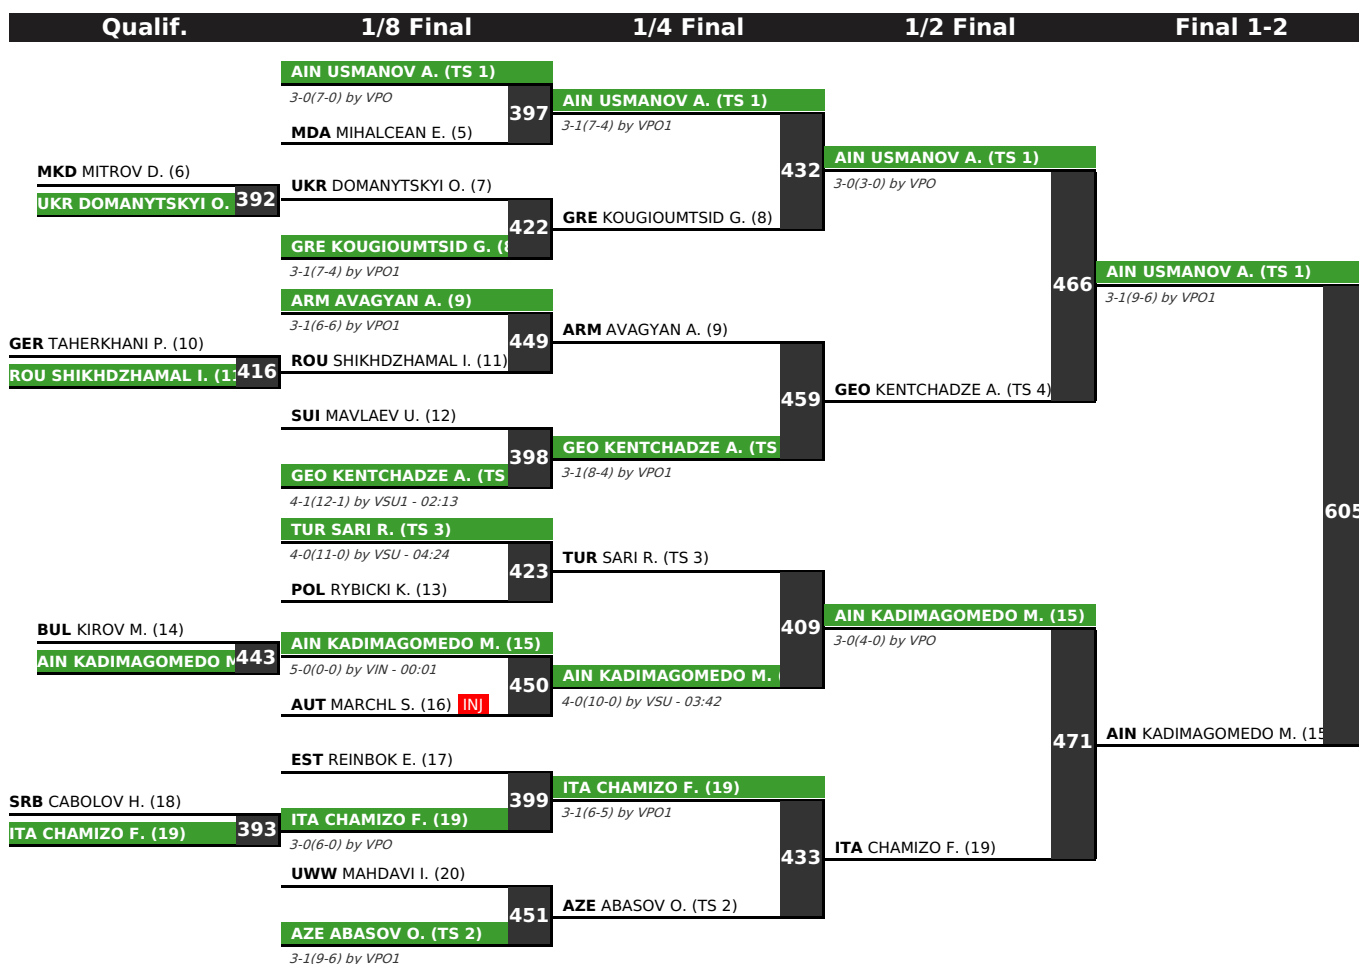 Qualif. 1/8 Final 1/4 Final 1/2 Final Final 1-2
AIN USMANOV A. (TS 1)
3-0(7-0) by VPO
MDA MIHALCEAN E. (5)
397
MKD MITROV D. (6)
UKR DOMANYTSKYI O.
392
UKR DOMANYTSKYI O. (7)
GRE KOUGIOUMTSID G. (8
3-1(7-4) by VPO1
422
ARM AVAGYAN A. (9)
3-1(6-6) by VPO1
ROU SHIKHDZHAMAL I. (11)
449
GER TAHERKHANI P. (10)
ROU SHIKHDZHAMAL I. (11
416
SUI MAVLAEV U. (12)
GEO KENTCHADZE A. (TS
4-1(12-1) by VSU1 - 02:13
398
TUR SARI R. (TS 3)
4-0(11-0) by VSU - 04:24
POL RYBICKI K. (13)
423
BUL KIROV M. (14)
AIN KADIMAGOMEDO M
443
AIN KADIMAGOMEDO M. (15)
5-0(0-0) by VIN - 00:01
AUT MARCHL S. (16) INJ
450
EST REINBOK E. (17)
ITA CHAMIZO F. (19)
3-0(6-0) by VPO
399
SRB CABOLOV H. (18)
ITA CHAMIZO F. (19)
393
UWW MAHDAVI I. (20)
AZE ABASOV O. (TS 2)
3-1(9-6) by VPO1
451
AIN USMANOV A. (TS 1)
3-1(7-4) by VPO1
GRE KOUGIOUMTSID G. (8)
432
ARM AVAGYAN A. (9)
GEO KENTCHADZE A. (TS
3-1(8-4) by VPO1
459
TUR SARI R. (TS 3)
AIN KADIMAGOMEDO M. (
4-0(10-0) by VSU - 03:42
409
ITA CHAMIZO F. (19)
3-1(6-5) by VPO1
AZE ABASOV O. (TS 2)
433
AIN USMANOV A. (TS 1)
3-0(3-0) by VPO
GEO KENTCHADZE A. (TS 4)
466
AIN KADIMAGOMEDO M. (15)
3-0(4-0) by VPO
ITA CHAMIZO F. (19)
471
AIN USMANOV A. (TS 1)
3-1(9-6) by VPO1
AIN KADIMAGOMEDO M. (15
605